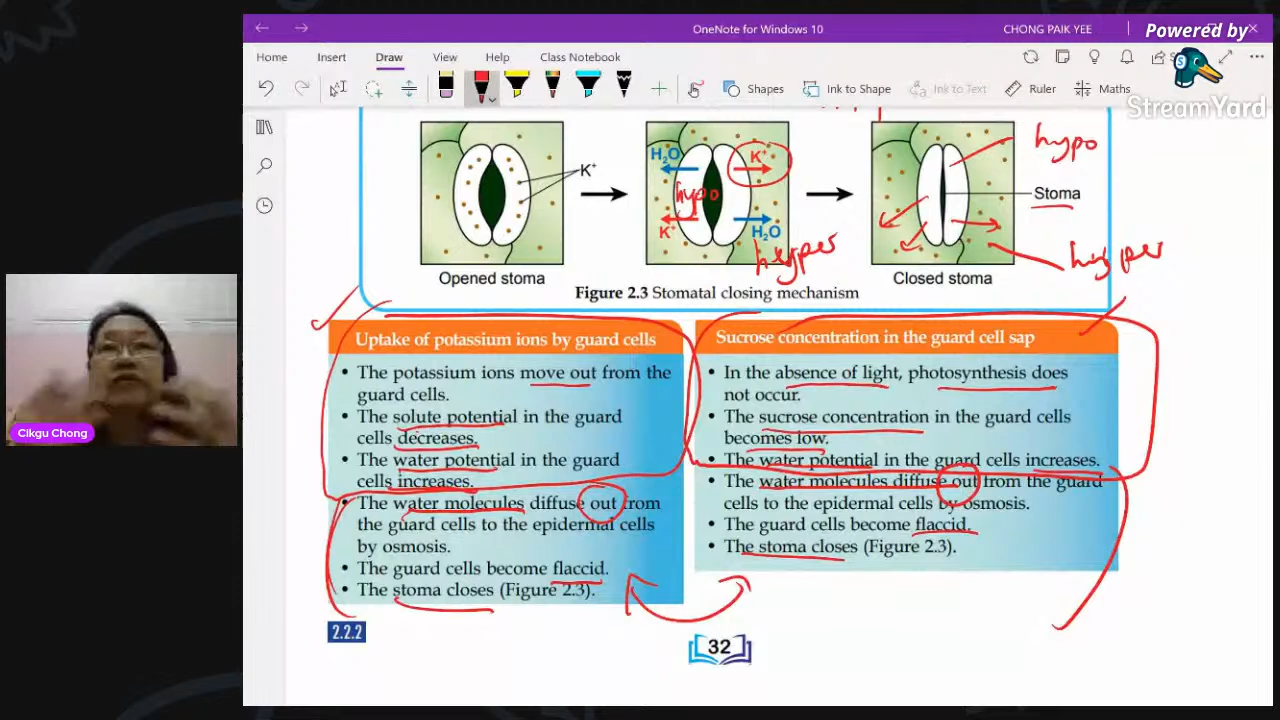 OneNote for Windows 10
CHONG PAIK YEE
Powered by
StreamYard
Home Insert Draw View Help Class Notebook
Shapes Ink to Shape Ink to Text Ruler Maths
H₂O K⁺
K⁺
hypo
K⁺ H₂O
hyper
hypo
Stoma
hyper
Opened stoma
Closed stoma
Figure 2.3 Stomatal closing mechanism
Uptake of potassium ions by guard cells
• The potassium ions move out from the
guard cells.
• The solute potential in the guard
cells decreases.
• The water potential in the guard
cells increases.
• The water molecules diffuse out from
the guard cells to the epidermal cells
by osmosis.
• The guard cells become flaccid.
• The stoma closes (Figure 2.3).
Sucrose concentration in the guard cell sap
• In the absence of light, photosynthesis does
not occur.
• The sucrose concentration in the guard cells
becomes low.
• The water potential in the guard cells increases.
• The water molecules diffuse out from the guard
cells to the epidermal cells by osmosis.
• The guard cells become flaccid.
• The stoma closes (Figure 2.3).
2.2.2
32
Cikgu Chong